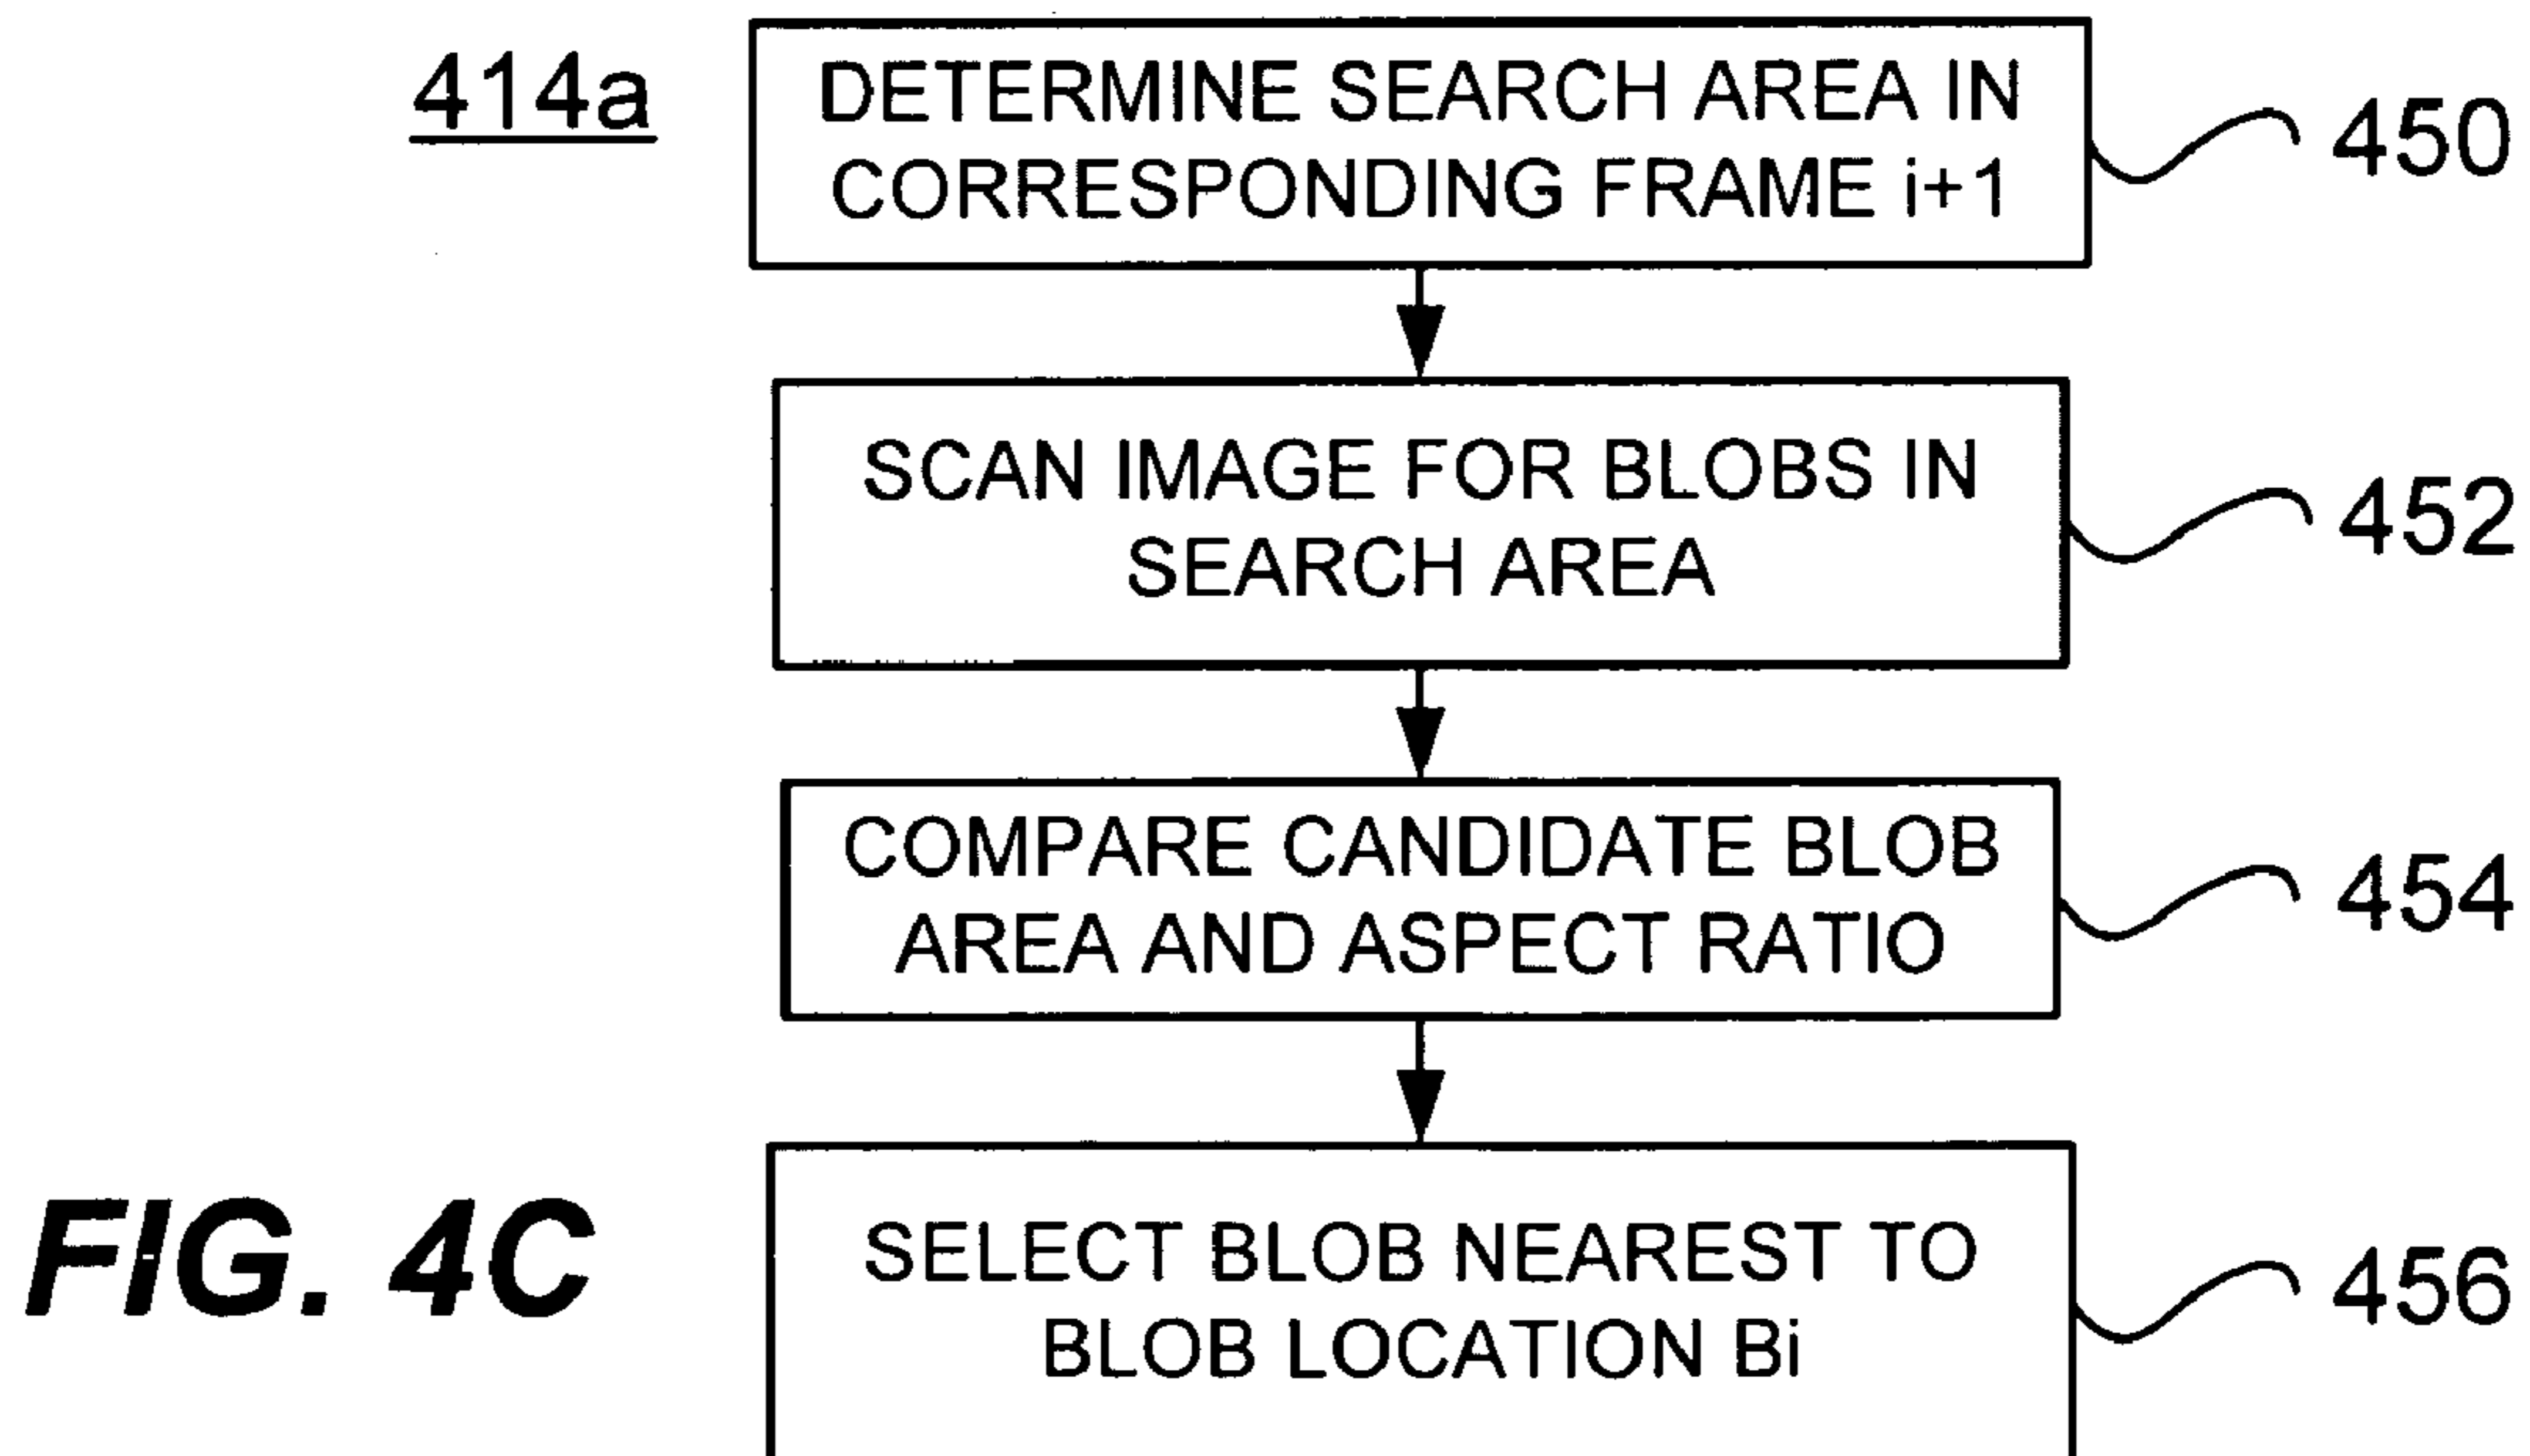 414a
DETERMINE SEARCH AREA IN
CORRESPONDING FRAME i+1
450
SCAN IMAGE FOR BLOBS IN
SEARCH AREA
452
COMPARE CANDIDATE BLOB
AREA AND ASPECT RATIO
454
SELECT BLOB NEAREST TO
BLOB LOCATION Bi
456
FIG. 4C